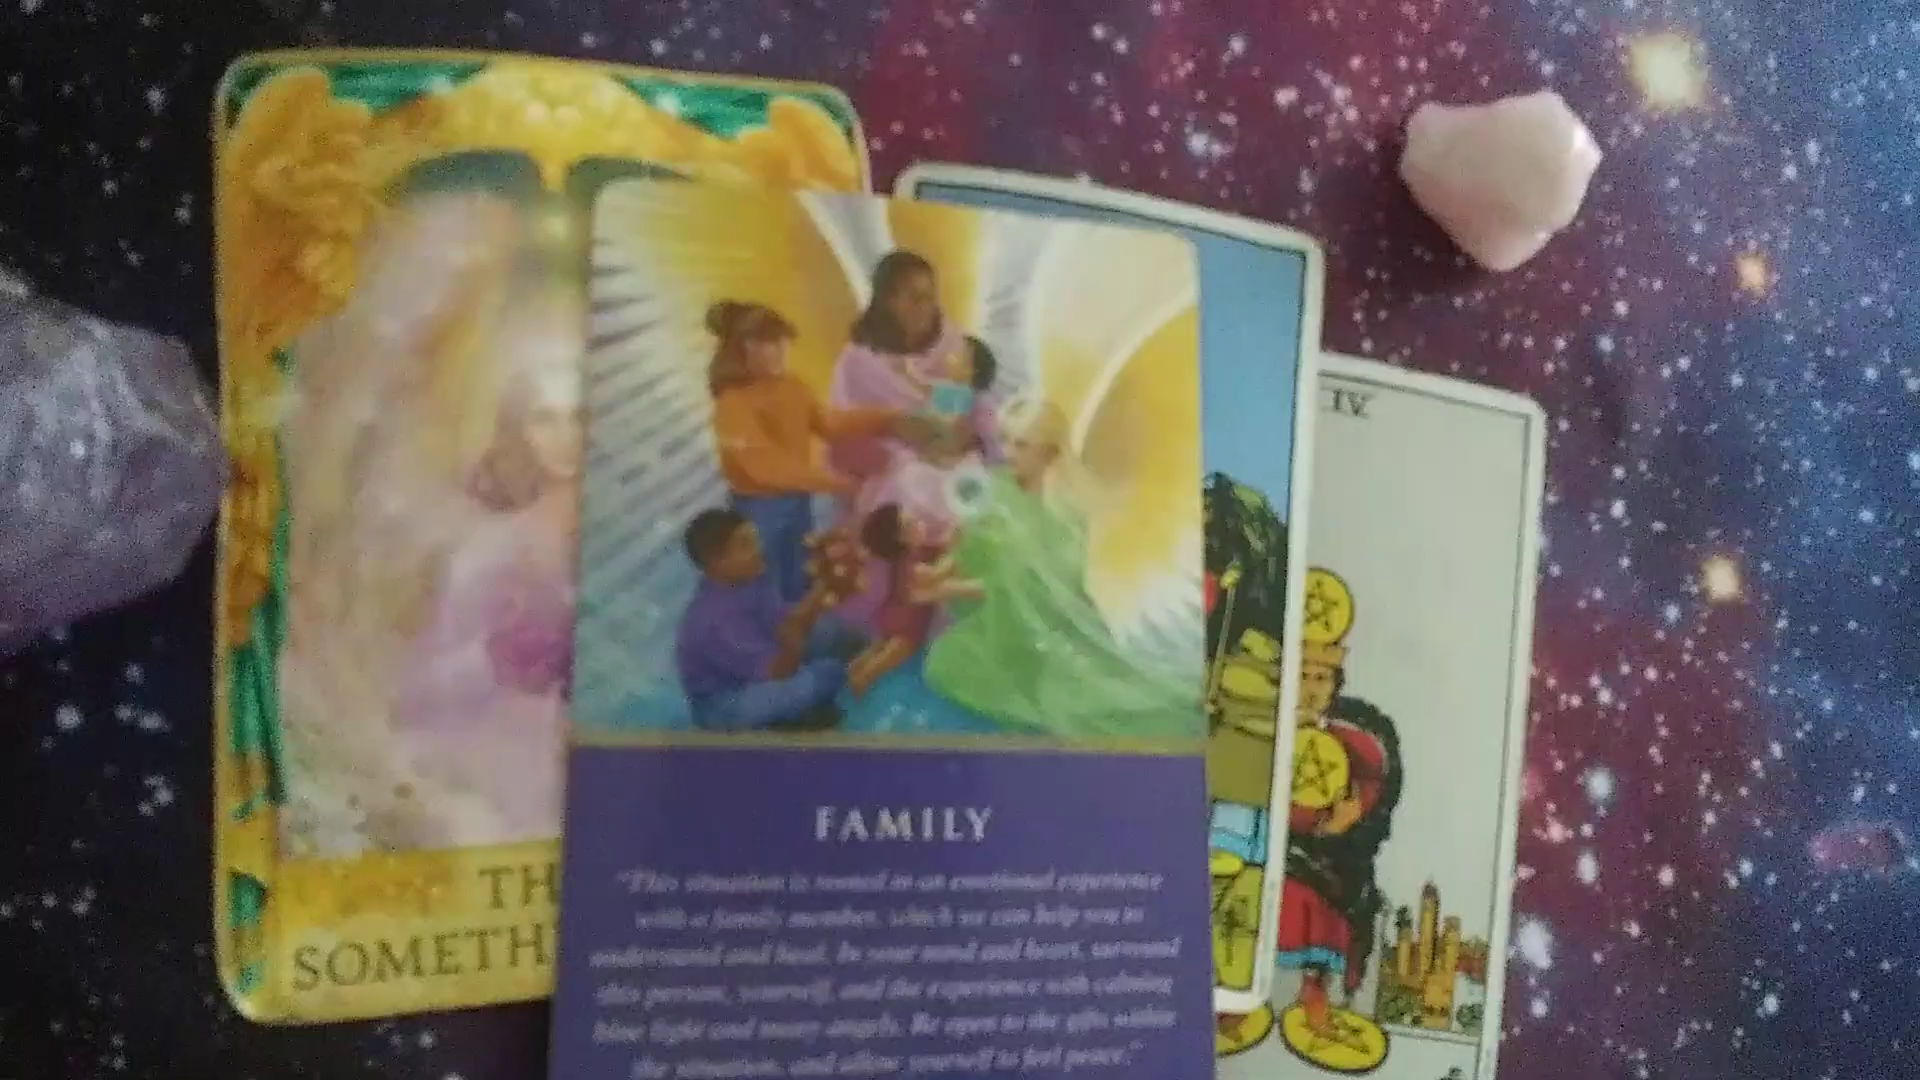 IV
TH
SOMETH
FAMILY
"This situation is rooted in an emotional experience
with a family member, which we can help you to
understand and heal. In your mind and heart, surround
this person, yourself, and the experience with calming
blue light and many angels. Be open to the gifts within
the situation, and allow yourself to feel peace."